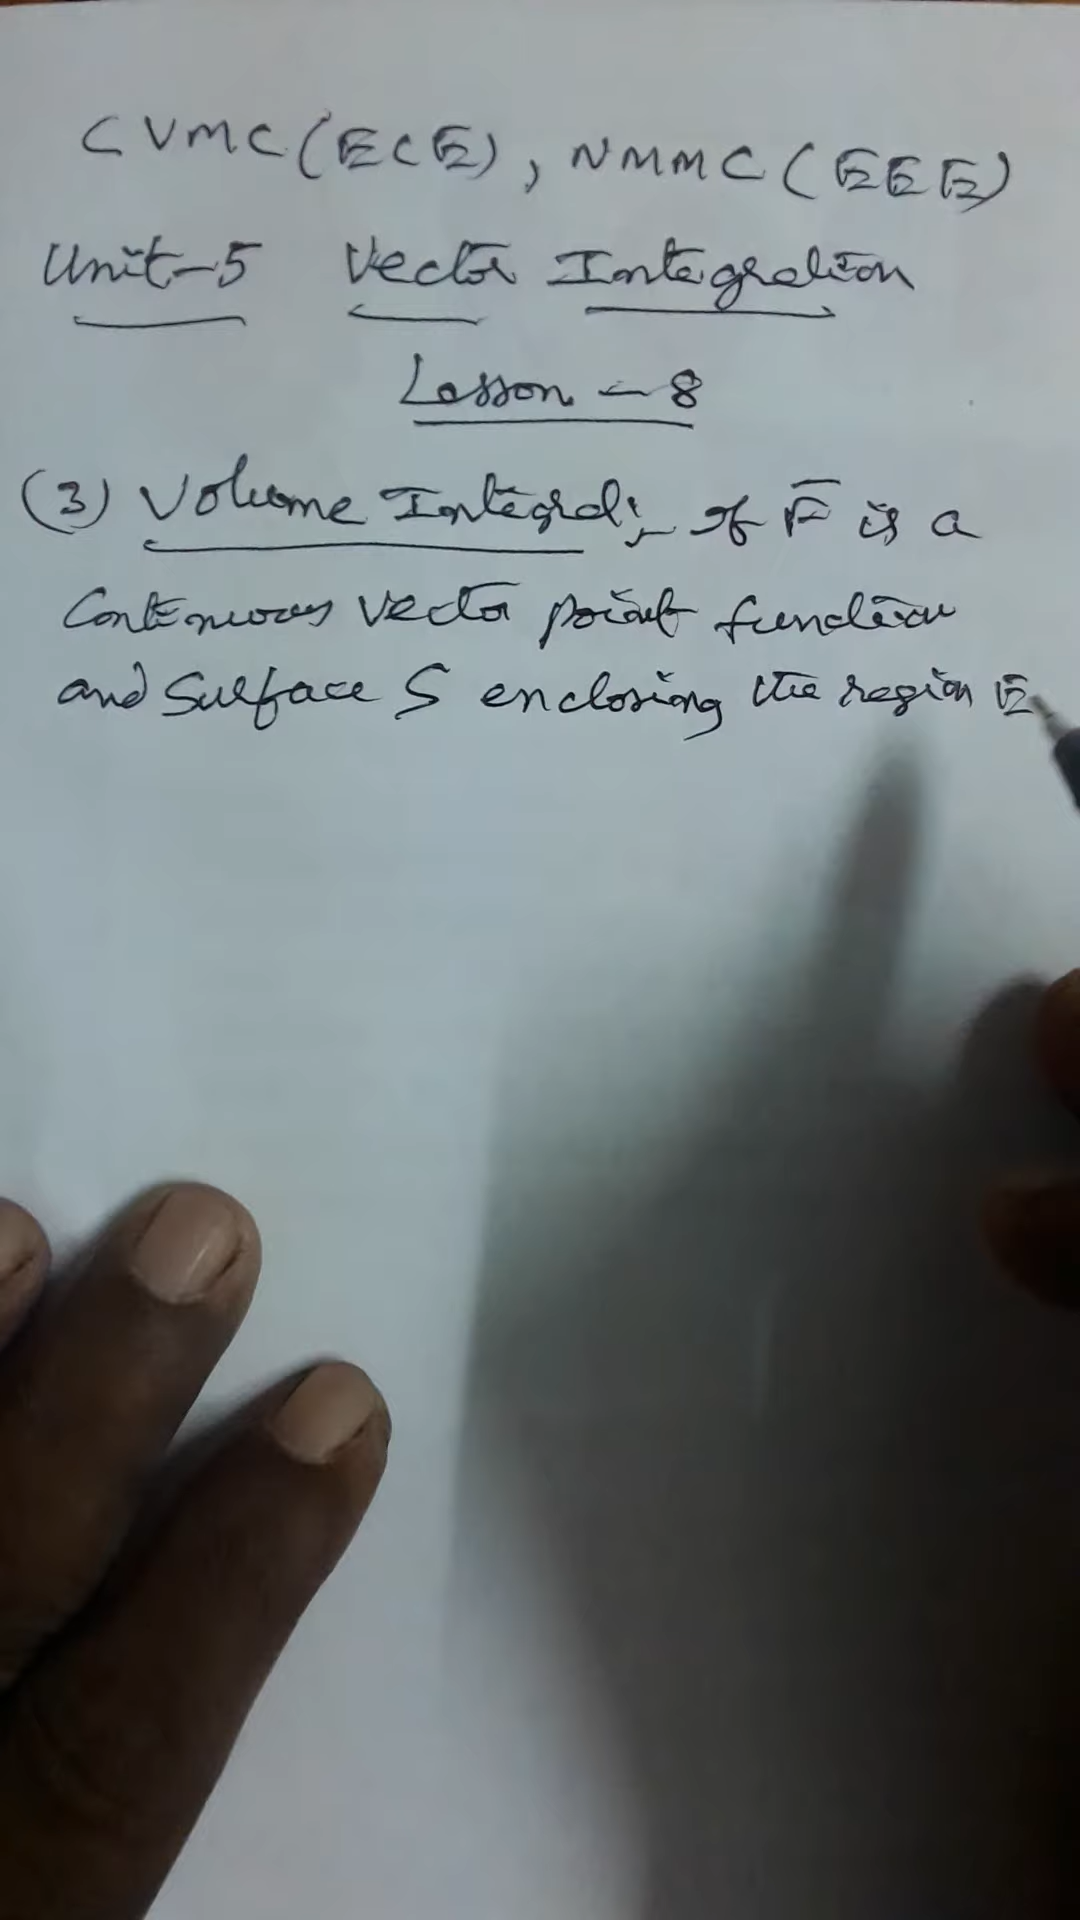 CVMC (ECE), NMMC (EEE)
Unit-5 Vector Integration
Lesson - 8
(3) Volume Integral:- If F̅ is a
Continuous vector point function
and Surface S enclosing the region E